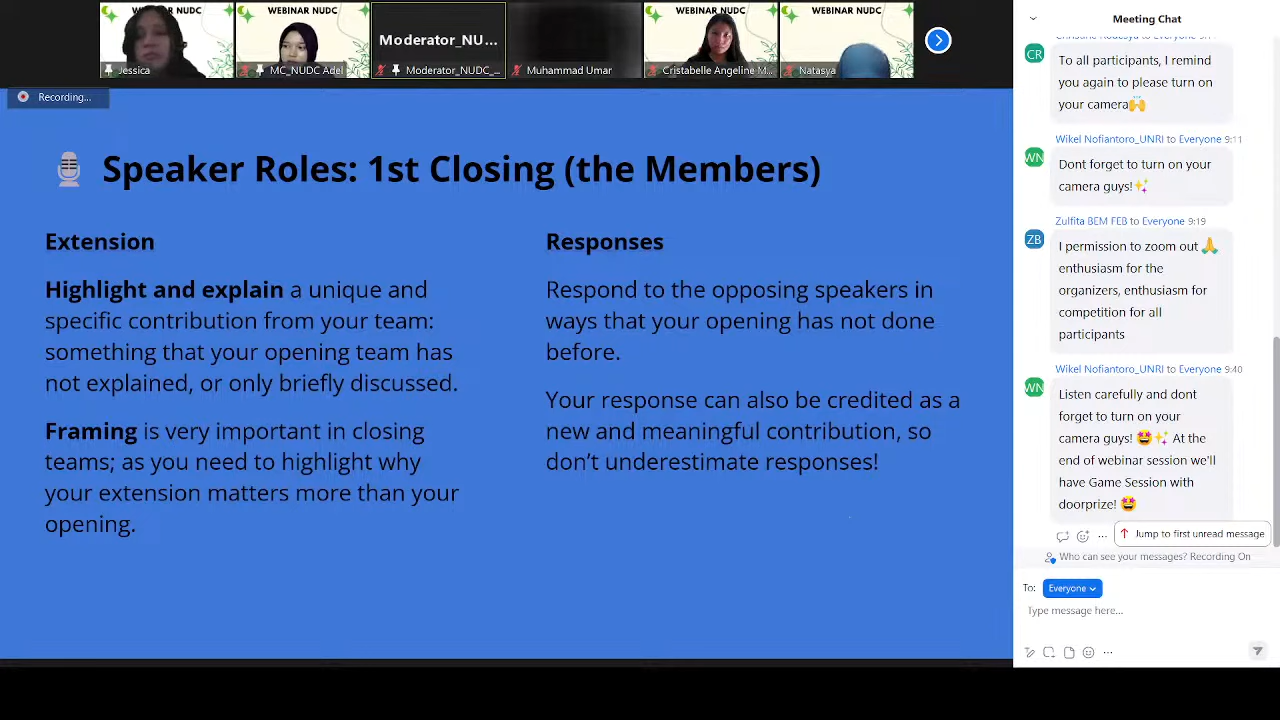 WEBINAR NUDC
Jessica
WEBINAR NUDC
MC_NUDC Adel
Moderator_NU...
Moderator_NUDC_...
Muhammad Umar
WEBINAR NUDC
Cristabelle Angeline M...
WEBINAR NUDC
Natasya
Recording...
Speaker Roles: 1st Closing (the Members)
Extension
Highlight and explain a unique and
specific contribution from your team:
something that your opening team has
not explained, or only briefly discussed.
Framing is very important in closing
teams; as you need to highlight why
your extension matters more than your
opening.
Responses
Respond to the opposing speakers in
ways that your opening has not done
before.
Your response can also be credited as a
new and meaningful contribution, so
don’t underestimate responses!
Meeting Chat
CR
To all participants, I remind
you again to please turn on
your camera🙌
Wikel Nofiantoro_UNRI to Everyone 9:11
WN
Dont forget to turn on your
camera guys!✨
Zulfita BEM FEB to Everyone 9:19
ZB
I permission to zoom out 🙏
enthusiasm for the
organizers, enthusiasm for
competition for all
participants
Wikel Nofiantoro_UNRI to Everyone 9:40
WN
Listen carefully and dont
forget to turn on your
camera guys! 🤩✨ At the
end of webinar session we'll
have Game Session with
doorprize! 🤩
Jump to first unread message
Who can see your messages? Recording On
To: Everyone
Type message here...